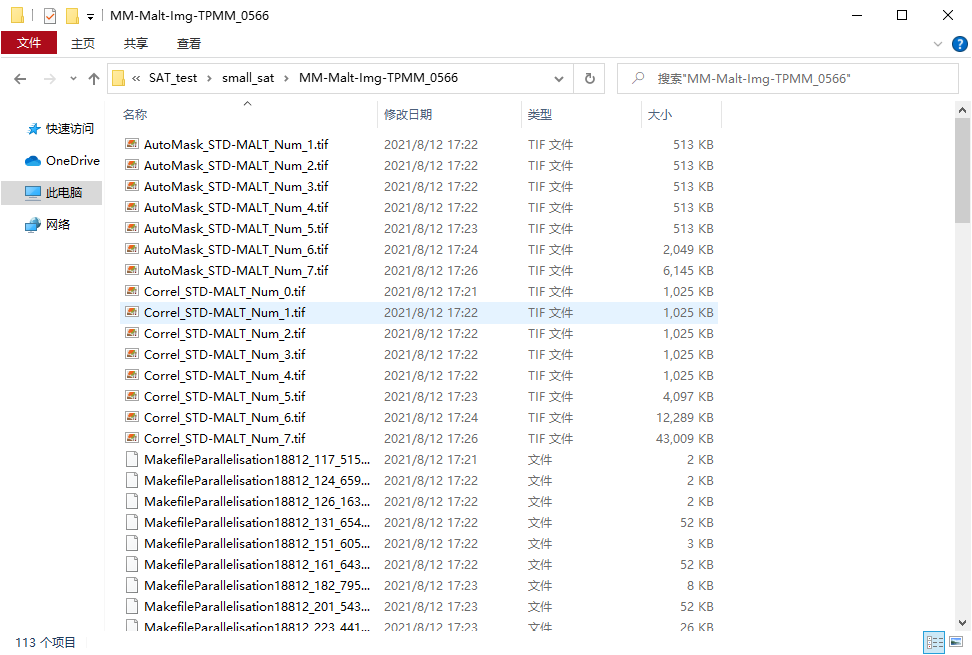 MM-Malt-Img-TPMM_0566
文件 主页 共享 查看
« SAT_test › small_sat › MM-Malt-Img-TPMM_0566 搜索"MM-Malt-Img-TPMM_0566"
快速访问
OneDrive
此电脑
网络
名称 修改日期 类型 大小
AutoMask_STD-MALT_Num_1.tif 2021/8/12 17:22 TIF 文件 513 KB
AutoMask_STD-MALT_Num_2.tif 2021/8/12 17:22 TIF 文件 513 KB
AutoMask_STD-MALT_Num_3.tif 2021/8/12 17:22 TIF 文件 513 KB
AutoMask_STD-MALT_Num_4.tif 2021/8/12 17:22 TIF 文件 513 KB
AutoMask_STD-MALT_Num_5.tif 2021/8/12 17:23 TIF 文件 513 KB
AutoMask_STD-MALT_Num_6.tif 2021/8/12 17:24 TIF 文件 2,049 KB
AutoMask_STD-MALT_Num_7.tif 2021/8/12 17:26 TIF 文件 6,145 KB
Correl_STD-MALT_Num_0.tif 2021/8/12 17:21 TIF 文件 1,025 KB
Correl_STD-MALT_Num_1.tif 2021/8/12 17:22 TIF 文件 1,025 KB
Correl_STD-MALT_Num_2.tif 2021/8/12 17:22 TIF 文件 1,025 KB
Correl_STD-MALT_Num_3.tif 2021/8/12 17:22 TIF 文件 1,025 KB
Correl_STD-MALT_Num_4.tif 2021/8/12 17:22 TIF 文件 1,025 KB
Correl_STD-MALT_Num_5.tif 2021/8/12 17:23 TIF 文件 4,097 KB
Correl_STD-MALT_Num_6.tif 2021/8/12 17:24 TIF 文件 12,289 KB
Correl_STD-MALT_Num_7.tif 2021/8/12 17:26 TIF 文件 43,009 KB
MakefileParallelisation18812_117_515... 2021/8/12 17:21 文件 2 KB
MakefileParallelisation18812_124_659... 2021/8/12 17:22 文件 2 KB
MakefileParallelisation18812_126_163... 2021/8/12 17:22 文件 2 KB
MakefileParallelisation18812_131_654... 2021/8/12 17:22 文件 52 KB
MakefileParallelisation18812_151_605... 2021/8/12 17:22 文件 3 KB
MakefileParallelisation18812_161_643... 2021/8/12 17:22 文件 52 KB
MakefileParallelisation18812_182_795... 2021/8/12 17:23 文件 8 KB
MakefileParallelisation18812_201_543... 2021/8/12 17:23 文件 52 KB
MakefileParallelisation18812_223_441... 2021/8/12 17:23 文件 26 KB
113 个项目